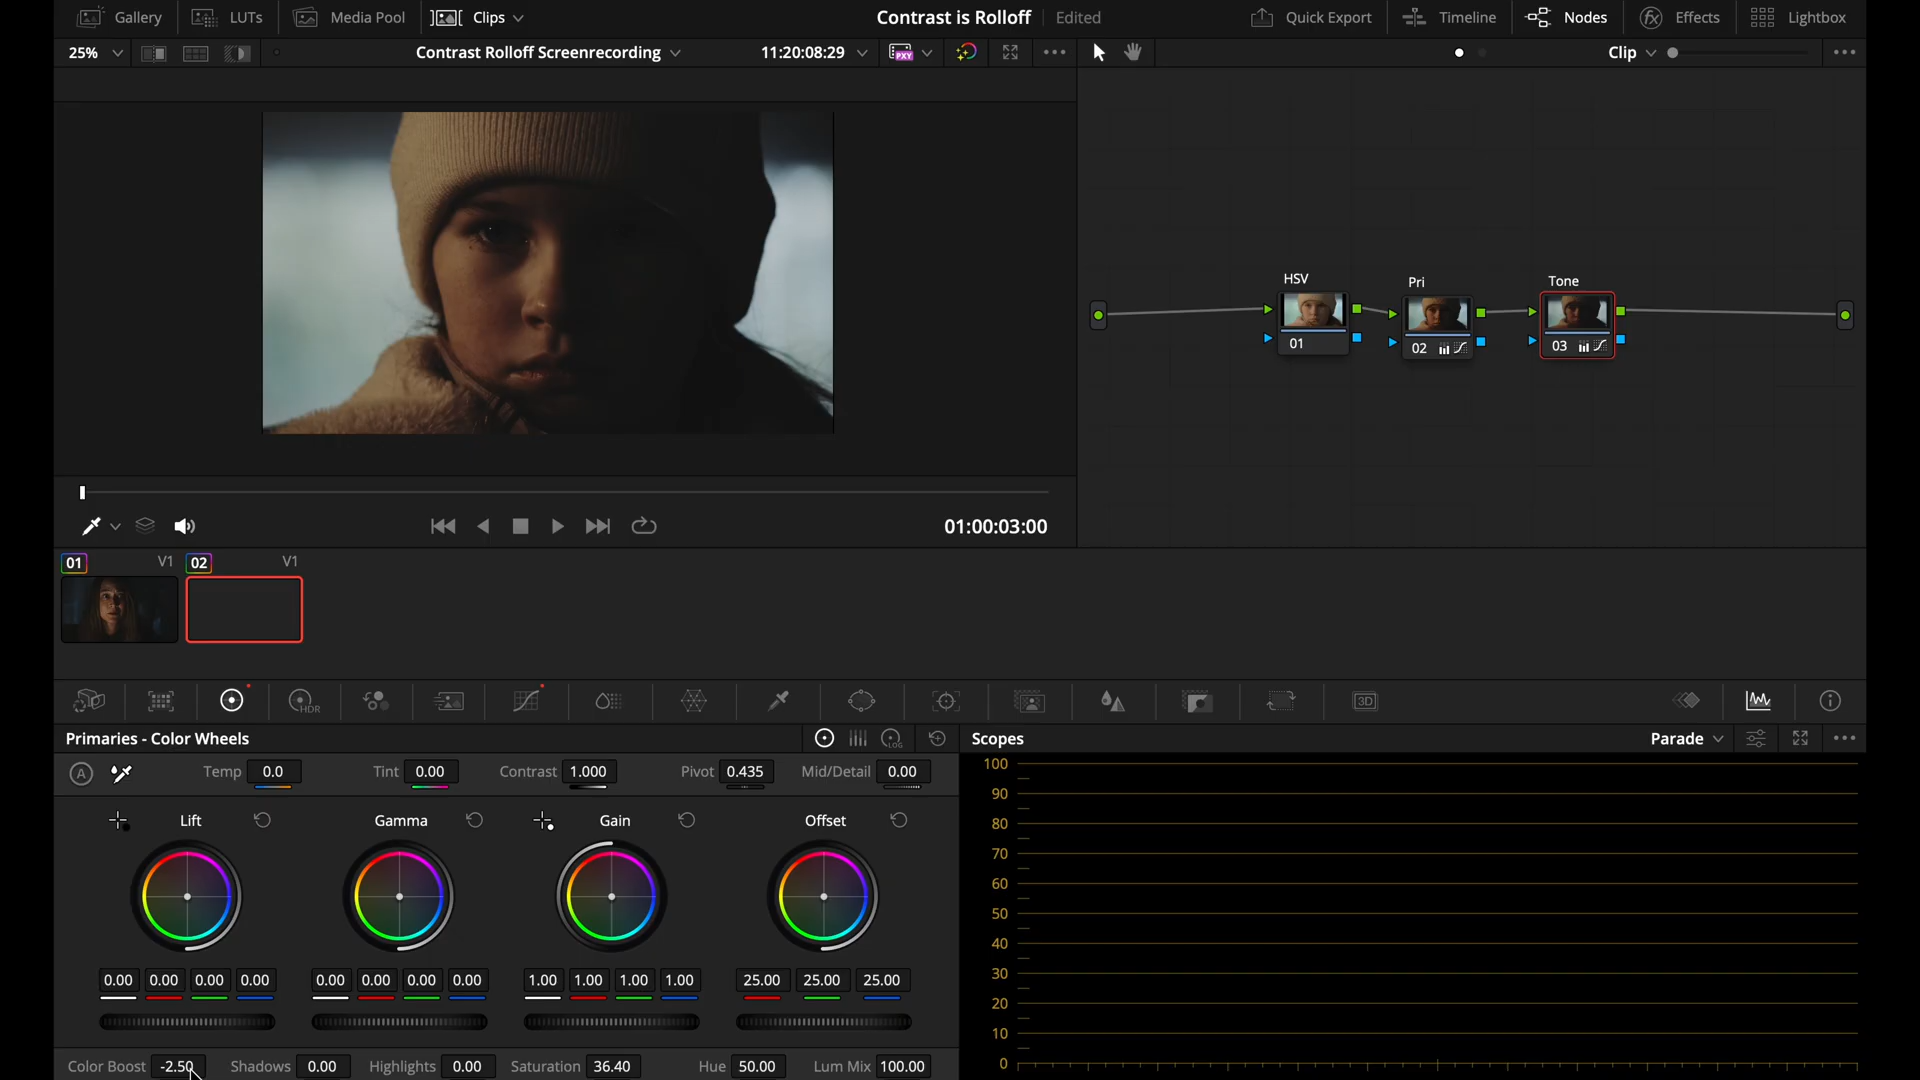 Gallery LUTs Media Pool Clips Contrast is Rolloff Edited Quick Export Timeline Nodes Effects Lightbox
25% Contrast Rolloff Screenrecording 11:20:08:29 PXY Clip
HSV Pri Tone
01 02 03
01:00:03:00
01 V1 02 V1
HDR 3D
Primaries - Color Wheels LOG Scopes Parade
A Temp 0.0 Tint 0.00 Contrast 1.000 Pivot 0.435 Mid/Detail 0.00
Lift Gamma Gain Offset
0.00 0.00 0.00 0.00 0.00 0.00 0.00 0.00 1.00 1.00 1.00 1.00 25.00 25.00 25.00
Color Boost -2.50 Shadows 0.00 Highlights 0.00 Saturation 36.40 Hue 50.00 Lum Mix 100.00
100
90
80
70
60
50
40
30
20
10
0